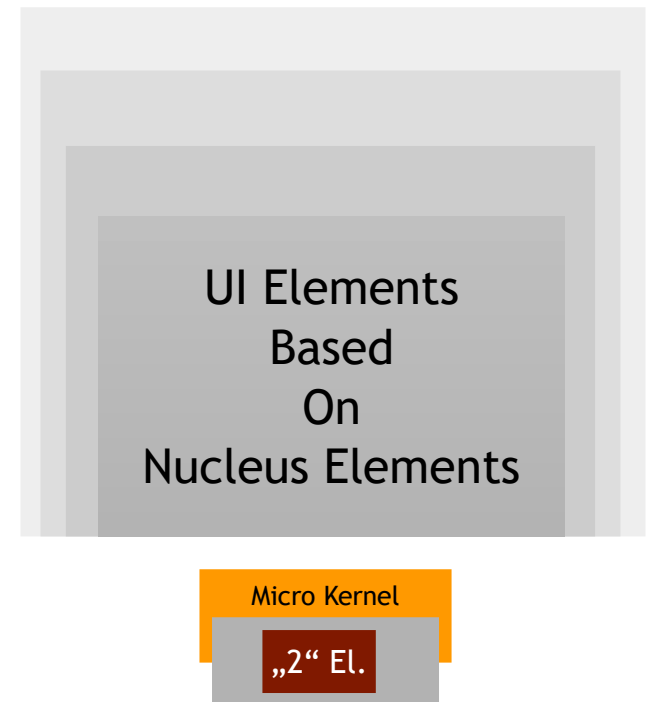 UI Elements
Based
On
Nucleus Elements
Micro Kernel
„2“ El.